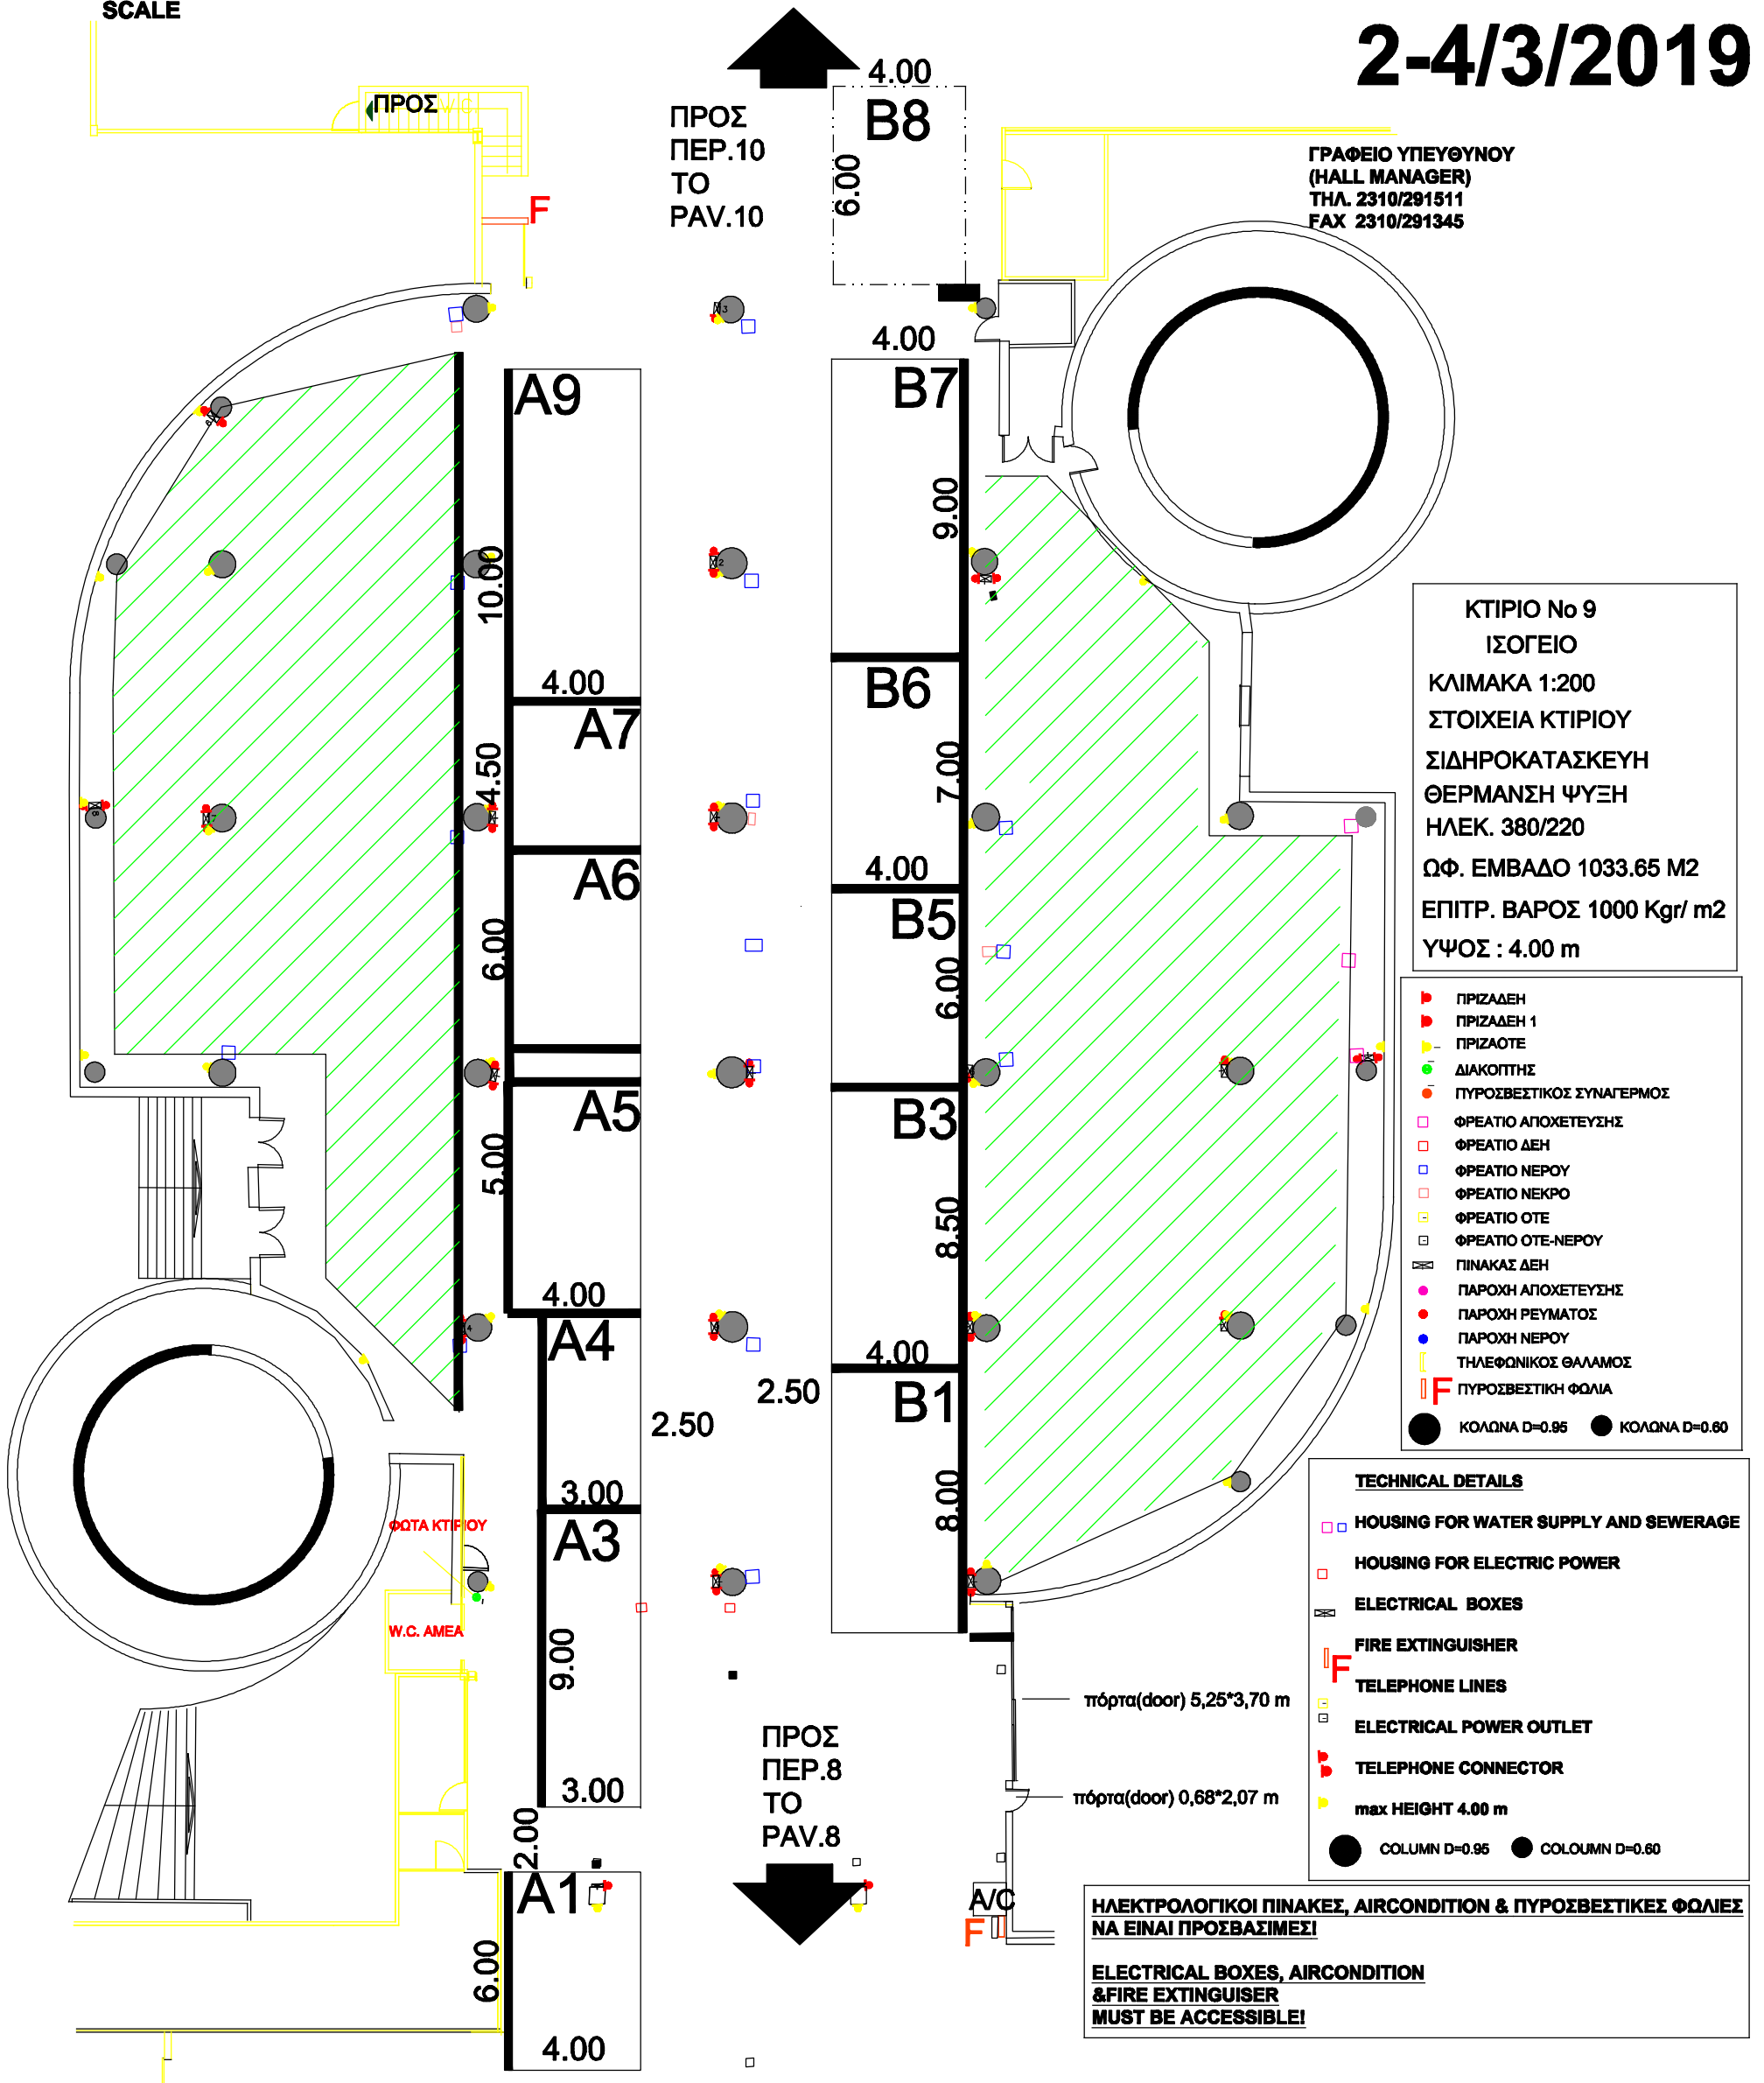 SCALE
2-4/3/2019
ΠΡΟΣ
4.00
B8
6.00
ΠΡΟΣ
ΠΕΡ.10
TO
PAV.10
ΓΡΑΦΕΙΟ ΥΠΕΥΘΥΝΟΥ
(HALL MANAGER)
ΤΗΛ. 2310/291511
FAX 2310/291345
F
4.00
A9
B7
10.00
9.00
4.00
A7
B6
4.50
7.00
4.00
A6
B5
6.00
6.00
A5
B3
5.00
8.50
4.00
A4
4.00
B1
2.50
2.50
3.00
A3
8.00
9.00
3.00
2.00
A1
6.00
4.00
ΦΩΤΑ ΚΤΙΡΙΟΥ
W.C. ΑΜΕΑ
ΠΡΟΣ
ΠΕΡ.8
TO
PAV.8
πόρτα(door) 5,25*3,70 m
πόρτα(door) 0,68*2,07 m
A/C
F
ΚΤΙΡΙΟ Νο 9
ΙΣΟΓΕΙΟ
ΚΛΙΜΑΚΑ 1:200
ΣΤΟΙΧΕΙΑ ΚΤΙΡΙΟΥ
ΣΙΔΗΡΟΚΑΤΑΣΚΕΥΗ
ΘΕΡΜΑΝΣΗ ΨΥΞΗ
ΗΛΕΚ. 380/220
ΩΦ. ΕΜΒΑΔΟ 1033.65 M2
ΕΠΙΤΡ. ΒΑΡΟΣ 1000 Kgr/ m2
ΥΨΟΣ : 4.00 m
ΠΡΙΖΑΔΕΗ
ΠΡΙΖΑΔΕΗ 1
ΠΡΙΖΑΟΤΕ
ΔΙΑΚΟΠΤΗΣ
ΠΥΡΟΣΒΕΣΤΙΚΟΣ ΣΥΝΑΓΕΡΜΟΣ
ΦΡΕΑΤΙΟ ΑΠΟΧΕΤΕΥΣΗΣ
ΦΡΕΑΤΙΟ ΔΕΗ
ΦΡΕΑΤΙΟ ΝΕΡΟΥ
ΦΡΕΑΤΙΟ ΝΕΚΡΟ
ΦΡΕΑΤΙΟ ΟΤΕ
ΦΡΕΑΤΙΟ ΟΤΕ-ΝΕΡΟΥ
ΠΙΝΑΚΑΣ ΔΕΗ
ΠΑΡΟΧΗ ΑΠΟΧΕΤΕΥΣΗΣ
ΠΑΡΟΧΗ ΡΕΥΜΑΤΟΣ
ΠΑΡΟΧΗ ΝΕΡΟΥ
ΤΗΛΕΦΩΝΙΚΟΣ ΘΑΛΑΜΟΣ
F ΠΥΡΟΣΒΕΣΤΙΚΗ ΦΩΛΙΑ
ΚΟΛΩΝΑ D=0.95 ΚΟΛΩΝΑ D=0.60
TECHNICAL DETAILS
HOUSING FOR WATER SUPPLY AND SEWERAGE
HOUSING FOR ELECTRIC POWER
ELECTRICAL BOXES
FIRE EXTINGUISHER
F
TELEPHONE LINES
ELECTRICAL POWER OUTLET
TELEPHONE CONNECTOR
max HEIGHT 4.00 m
COLUMN D=0.95 COLOUMN D=0.60
ΗΛΕΚΤΡΟΛΟΓΙΚΟΙ ΠΙΝΑΚΕΣ, AIRCONDITION & ΠΥΡΟΣΒΕΣΤΙΚΕΣ ΦΩΛΙΕΣ
ΝΑ ΕΙΝΑΙ ΠΡΟΣΒΑΣΙΜΕΣ!
ELECTRICAL BOXES, AIRCONDITION
&FIRE EXTINGUISER
MUST BE ACCESSIBLE!